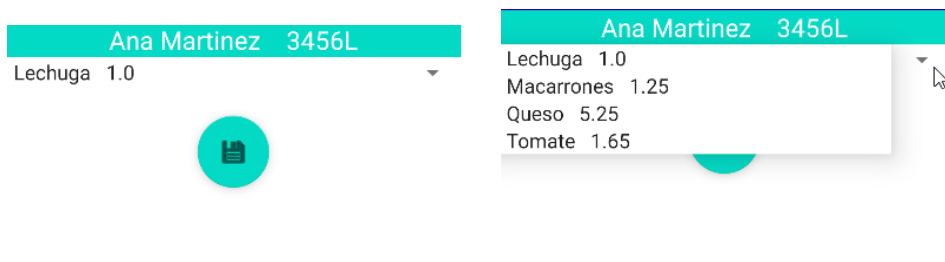 Ana Martinez 3456L
Lechuga 1.0
Ana Martinez 3456L
Lechuga 1.0
Macarrones 1.25
Queso 5.25
Tomate 1.65